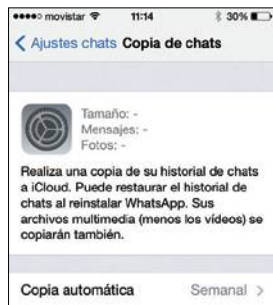 movistar 11:14 30%
Ajustes chats Copia de chats
Tamaño: -
Mensajes: -
Fotos: -
Realiza una copia de su historial de chats
a iCloud. Puede restaurar el historial de
chats al reinstalar WhatsApp. Sus
archivos multimedia (menos los vídeos) se
copiarán también.
Copia automática Semanal >